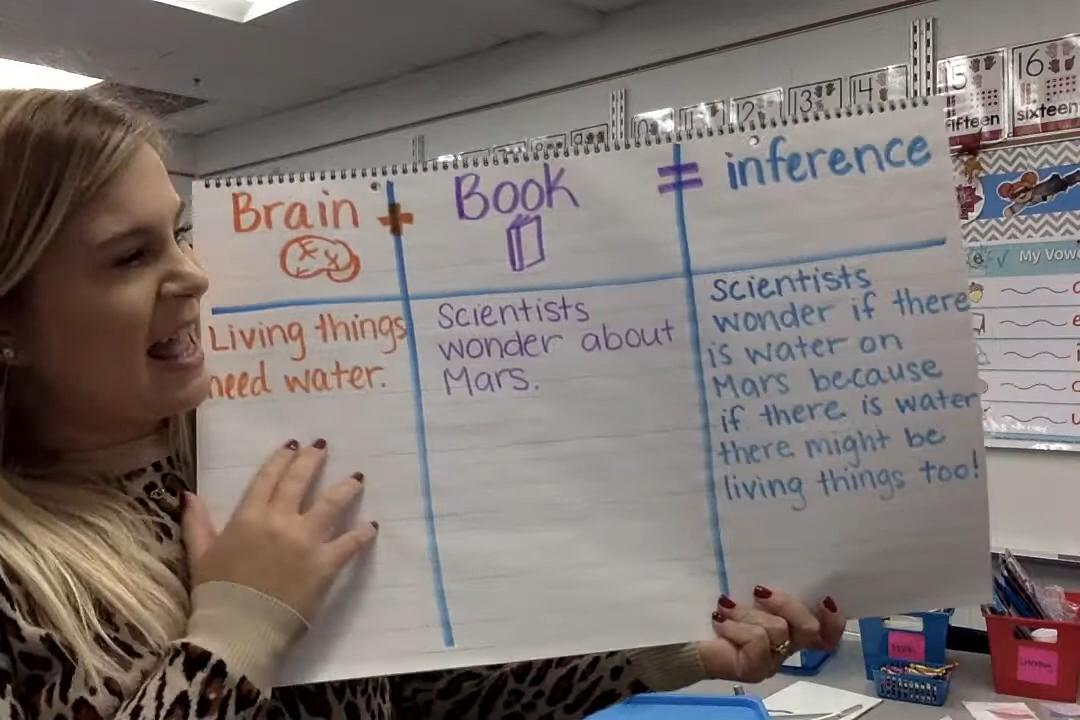 Brain + Book = inference
Living things
need water.
Scientists
wonder about
Mars.
Scientists
wonder if there
is water on
Mars because
if there is water
there might be
living things too!
12
13
14
15
fifteen
16
sixteen
My Vowe